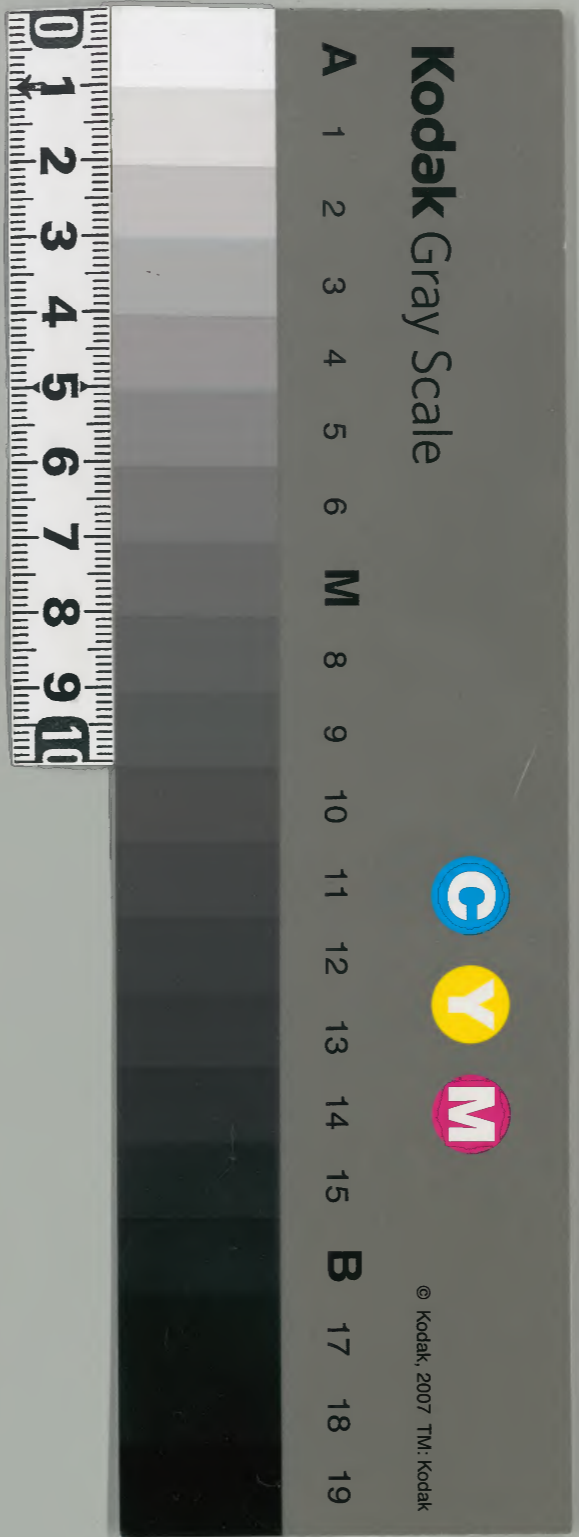 Kodak Gray Scale
C Y M
© Kodak, 2007 TM: Kodak
A 1 2 3 4 5 6 M 8 9 10 11 12 13 14 15 B 17 18 19
0 1 2 3 4 5 6 7 8 9 10